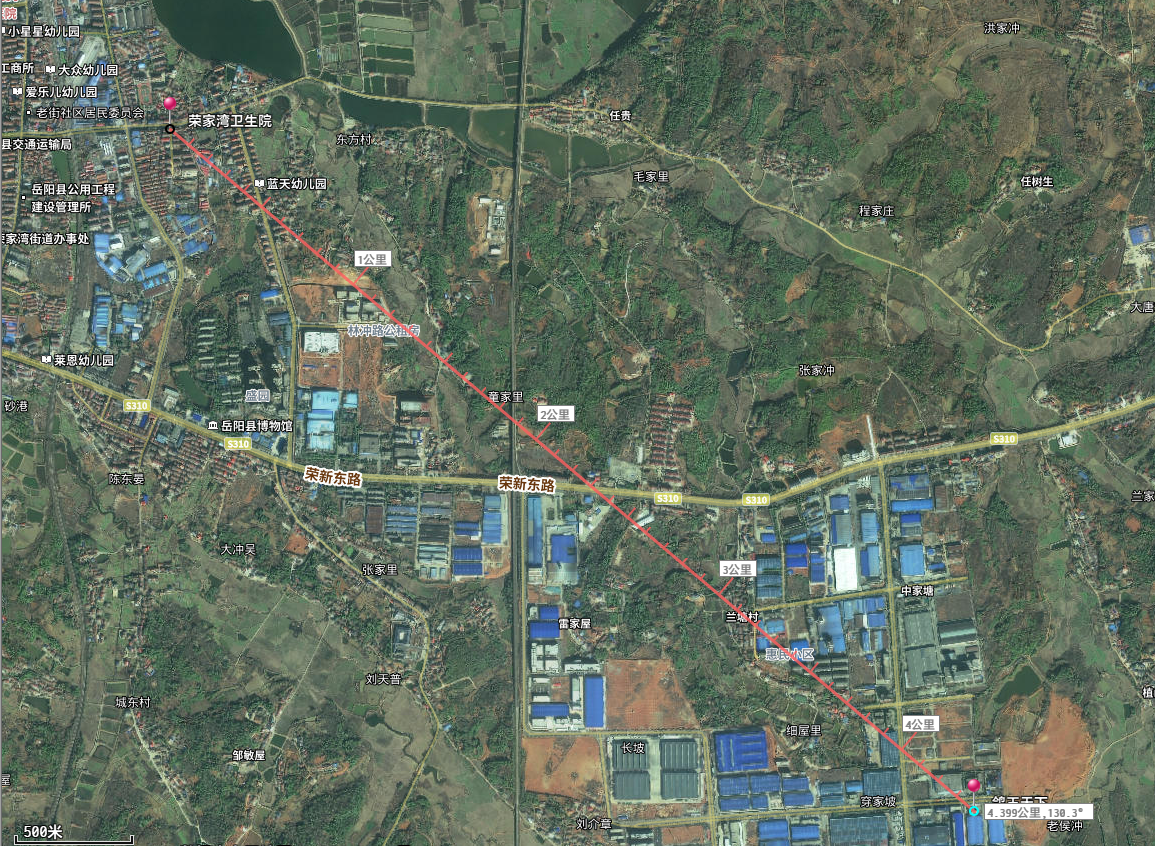 院
小星星幼儿园
洪家冲
工商所
大众幼儿园
爱乐儿幼儿园
老街社区居民委员会
荣家湾卫生院
任贵
东方村
县交通运输局
毛家里
任树生
蓝天幼儿园
岳阳县公用工程
建设管理所
程家庄
荣家湾街道办事处
1公里
大唐
林冲路公租房
莱恩幼儿园
张家冲
盛园
童家里
砂港
S310
2公里
岳阳县博物馆
S310
S310
陈东娄
荣新东路
荣新东路
S310
S310
兰家
大冲吴
张家里
3公里
中家塘
兰塘村
雷家屋
惠民小区
刘天普
植
城东村
4公里
细屋里
邹敏屋
长坡
屋
穿家坡
4.399公里,130.3°
刘介章
老侯冲
500米